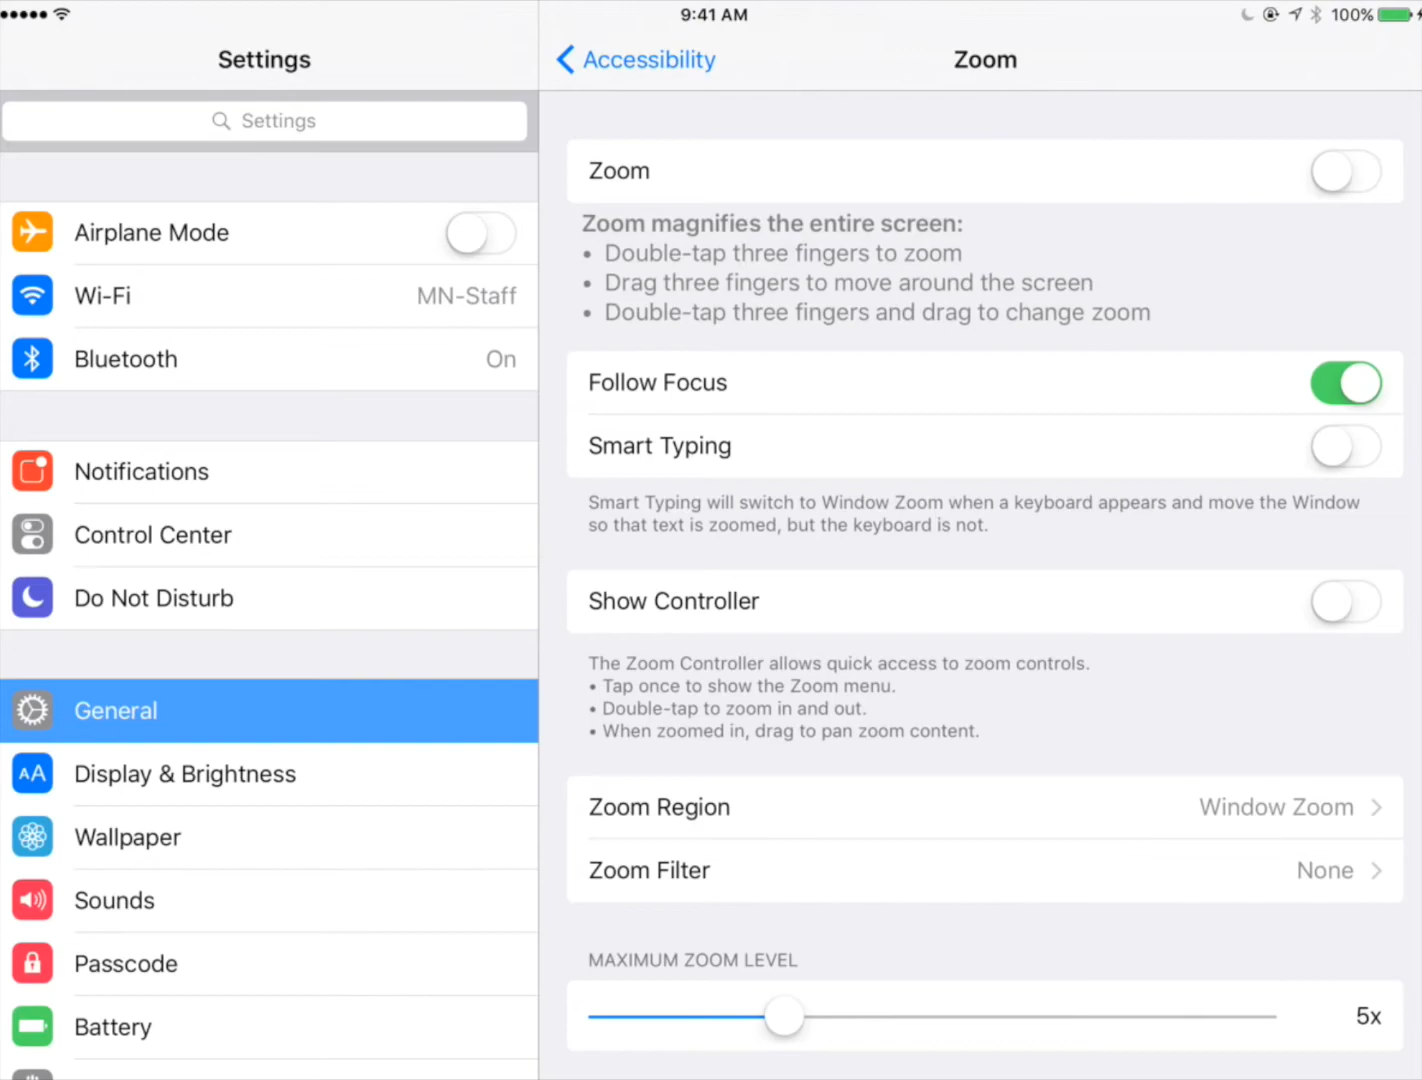 9:41 AM
100%
Settings
Accessibility
Zoom
Settings
Airplane Mode
Wi-Fi
MN-Staff
Bluetooth
On
Notifications
Control Center
Do Not Disturb
General
Display & Brightness
AA
Wallpaper
Sounds
Passcode
Battery
Zoom
Zoom magnifies the entire screen:
• Double-tap three fingers to zoom
• Drag three fingers to move around the screen
• Double-tap three fingers and drag to change zoom
Follow Focus
Smart Typing
Smart Typing will switch to Window Zoom when a keyboard appears and move the Window
so that text is zoomed, but the keyboard is not.
Show Controller
The Zoom Controller allows quick access to zoom controls.
• Tap once to show the Zoom menu.
• Double-tap to zoom in and out.
• When zoomed in, drag to pan zoom content.
Zoom Region
Window Zoom
Zoom Filter
None
MAXIMUM ZOOM LEVEL
5x